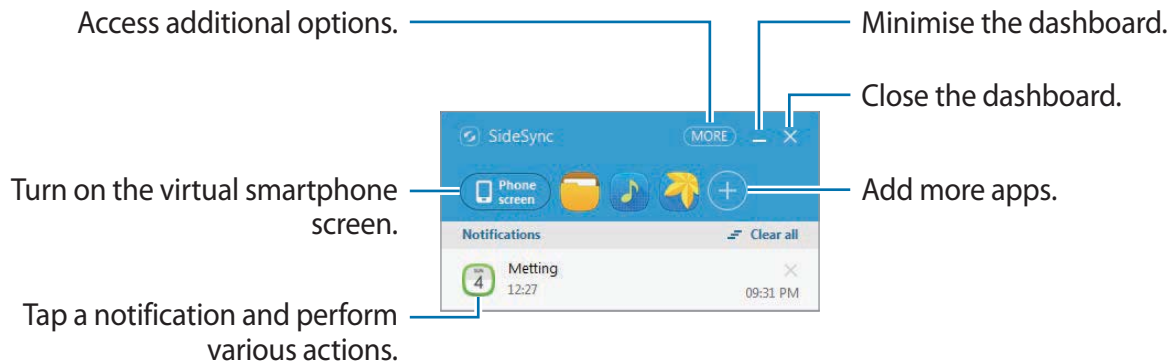 Access additional options.
Minimise the dashboard.
Close the dashboard.
SideSync
MORE
Turn on the virtual smartphone
screen.
Phone
screen
Add more apps.
Notifications
Clear all
SUN
4
Metting
12:27
09:31 PM
Tap a notification and perform
various actions.